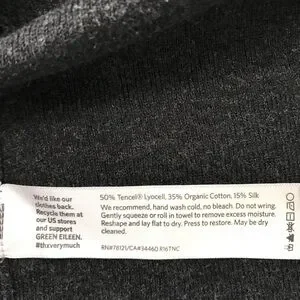 We'd like our
clothes back.
Recycle them at
our US stores
and support
GREEN EILEEN.
#thxverymuch
50% Tencel® Lyocell, 35% Organic Cotton, 15% Silk
We recommend, hand wash cold, no bleach. Do not wring.
Gently squeeze or roll in towel to remove excess moisture.
Reshape and lay flat to dry. Press to restore. May be dry
cleaned.
RN#78121/CA#34460 R16TNC